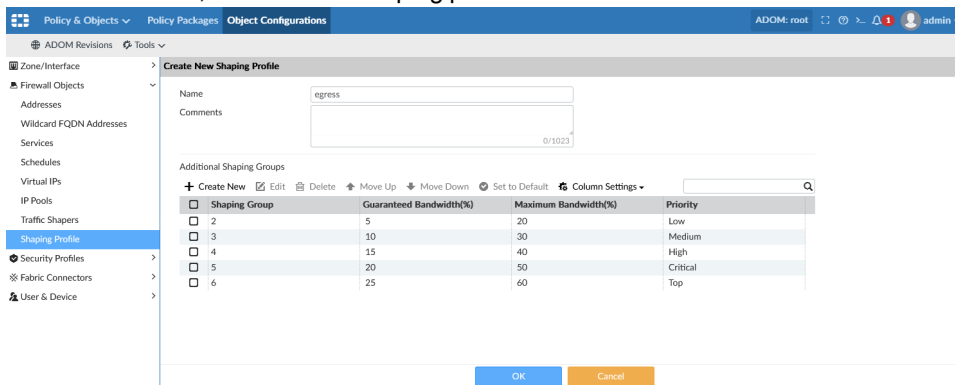 Policy & Objects Policy Packages Object Configurations ADOM: root 1 admin
ADOM Revisions Tools
Zone/Interface
Create New Shaping Profile
Firewall Objects
Addresses
Wildcard FQDN Addresses
Services
Schedules
Virtual IPs
IP Pools
Traffic Shapers
Shaping Profile
Security Profiles
Fabric Connectors
User & Device
Name egress
Comments
0/1023
Additional Shaping Groups
Create New Edit Delete Move Up Move Down Set to Default Column Settings
Shaping Group Guaranteed Bandwidth(%) Maximum Bandwidth(%) Priority
2 5 20 Low
3 10 30 Medium
4 15 40 High
5 20 50 Critical
6 25 60 Top
OK Cancel